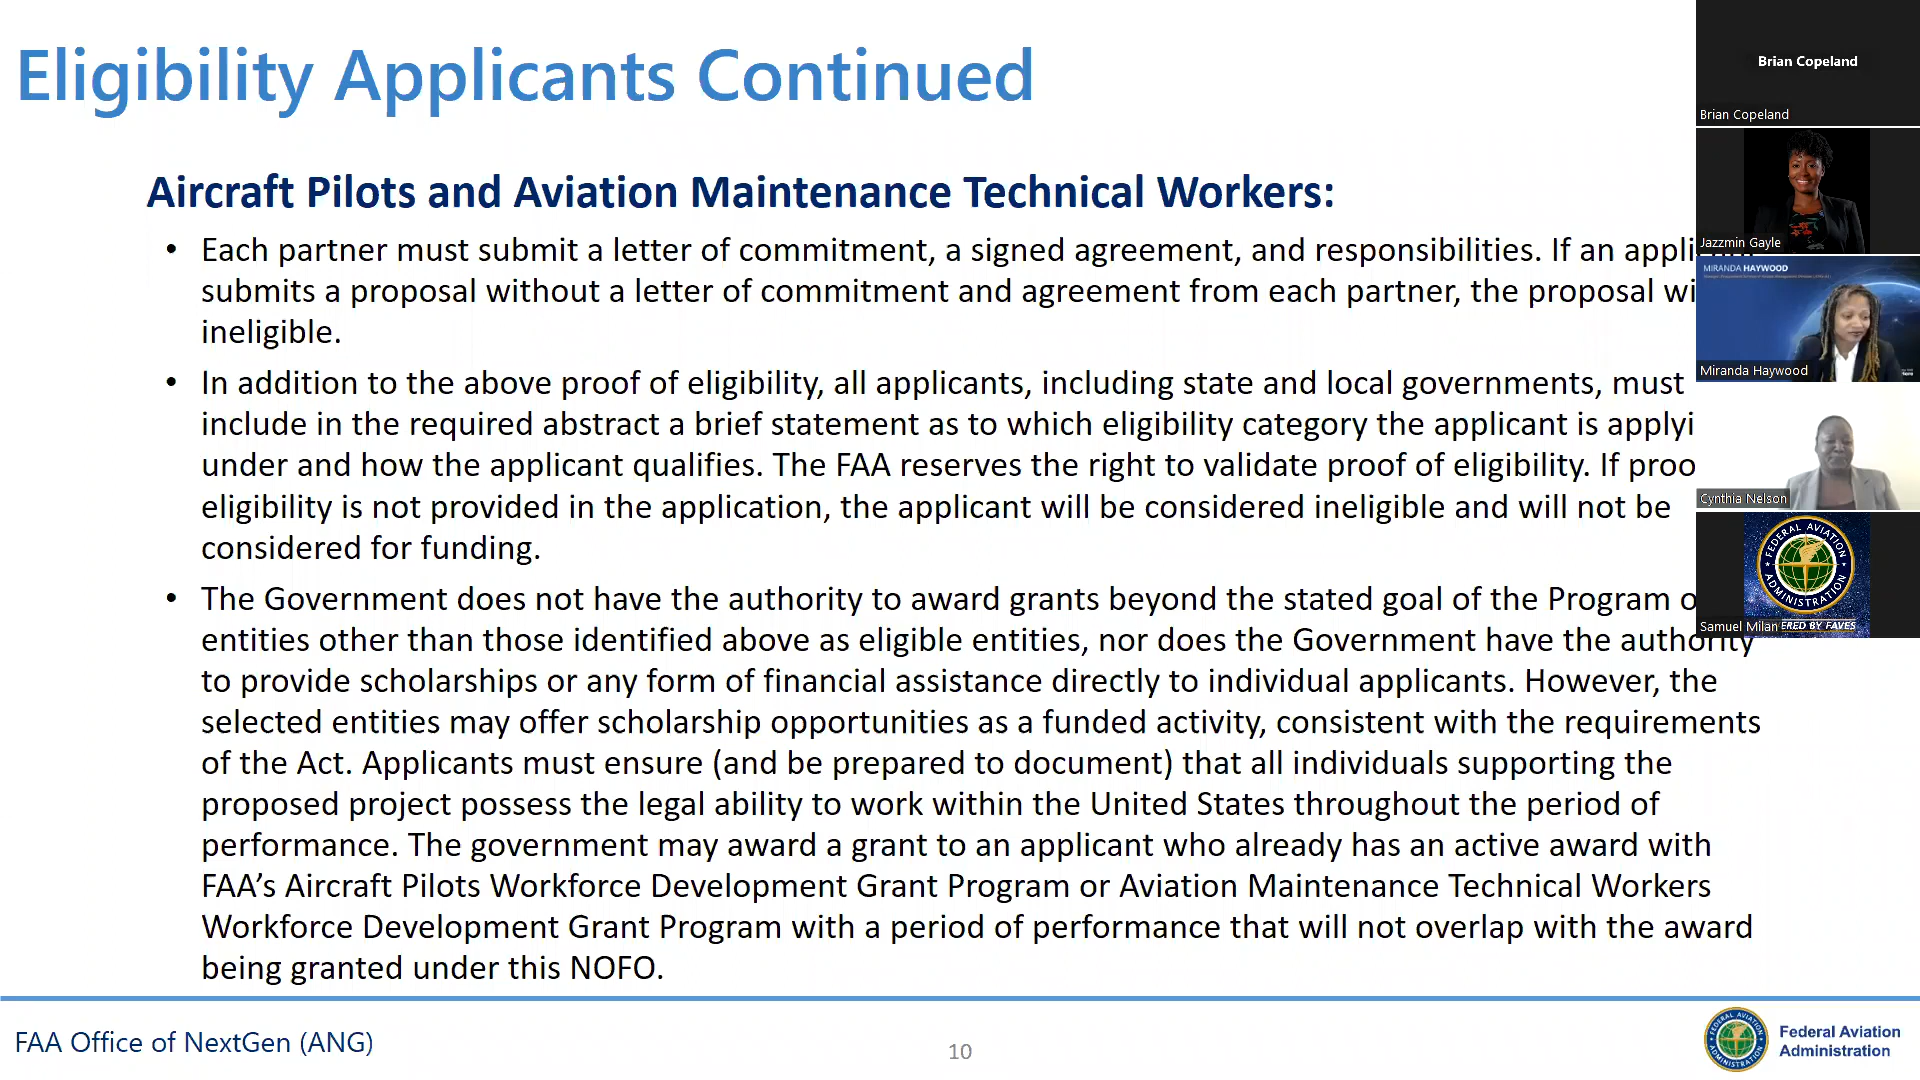 Eligibility Applicants Continued
Aircraft Pilots and Aviation Maintenance Technical Workers:
• Each partner must submit a letter of commitment, a signed agreement, and responsibilities. If an appli
submits a proposal without a letter of commitment and agreement from each partner, the proposal wi
ineligible.
• In addition to the above proof of eligibility, all applicants, including state and local governments, must
include in the required abstract a brief statement as to which eligibility category the applicant is applyi
under and how the applicant qualifies. The FAA reserves the right to validate proof of eligibility. If proo
eligibility is not provided in the application, the applicant will be considered ineligible and will not be
considered for funding.
• The Government does not have the authority to award grants beyond the stated goal of the Program o
entities other than those identified above as eligible entities, nor does the Government have the authority
to provide scholarships or any form of financial assistance directly to individual applicants. However, the
selected entities may offer scholarship opportunities as a funded activity, consistent with the requirements
of the Act. Applicants must ensure (and be prepared to document) that all individuals supporting the
proposed project possess the legal ability to work within the United States throughout the period of
performance. The government may award a grant to an applicant who already has an active award with
FAA’s Aircraft Pilots Workforce Development Grant Program or Aviation Maintenance Technical Workers
Workforce Development Grant Program with a period of performance that will not overlap with the award
being granted under this NOFO.
FAA Office of NextGen (ANG)
10
Federal Aviation
Administration
Brian Copeland
Brian Copeland
Jazzmin Gayle
MIRANDA HAYWOOD
Miranda Haywood
Cynthia Nelson
FEDERAL AVIATION
ADMINISTRATION
Samuel Milan
ERED BY FAVES